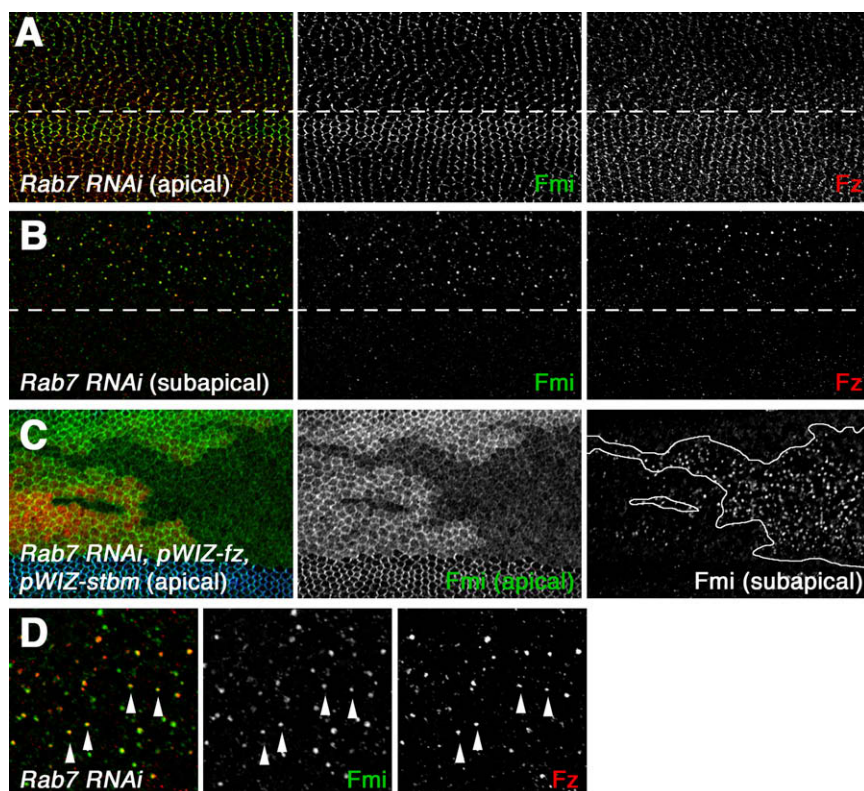 A
Rab7 RNAi (apical)
Fmi
Fz
B
Rab7 RNAi (subapical)
Fmi
Fz
C
Rab7 RNAi, pWIZ-fz,
pWIZ-stbm (apical)
Fmi (apical)
Fmi (subapical)
D
Rab7 RNAi
Fmi
Fz